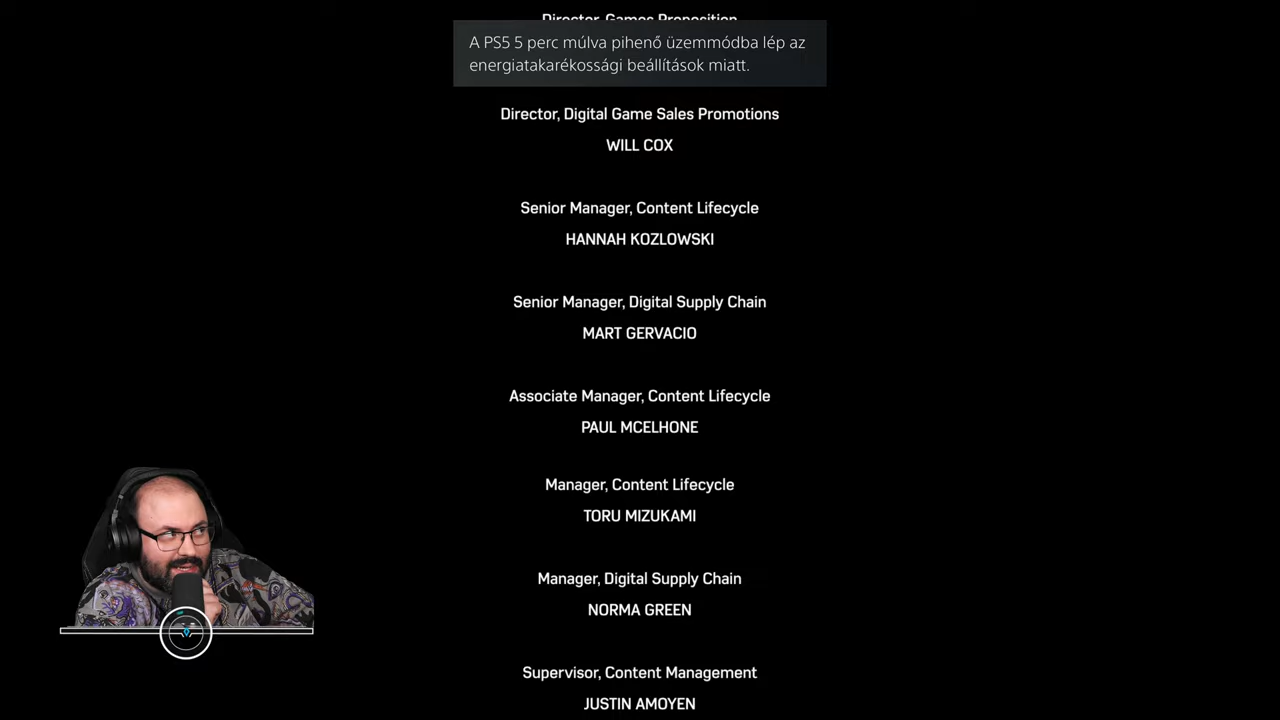 Director, Games Proposition
A PS5 5 perc múlva pihenő üzemmódba lép az
energiatakarékossági beállítások miatt.
Director, Digital Game Sales Promotions
WILL COX
Senior Manager, Content Lifecycle
HANNAH KOZLOWSKI
Senior Manager, Digital Supply Chain
MART GERVACIO
Associate Manager, Content Lifecycle
PAUL MCELHONE
Manager, Content Lifecycle
TORU MIZUKAMI
Manager, Digital Supply Chain
NORMA GREEN
Supervisor, Content Management
JUSTIN AMOYEN